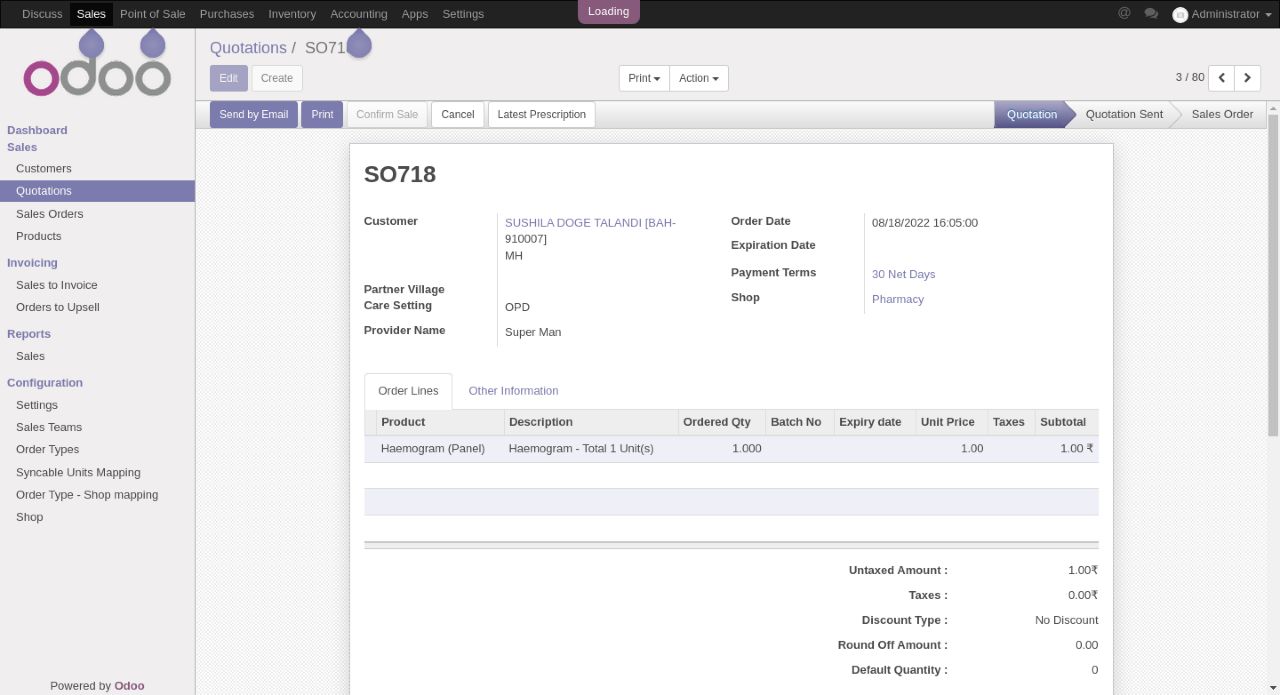 Discuss Sales Point of Sale Purchases Inventory Accounting Apps Settings Loading @ Administrator
odoo
Quotations / SO71
Edit Create Print Action 3 / 80
Send by Email Print Confirm Sale Cancel Latest Prescription Quotation Quotation Sent Sales Order
Dashboard
Sales
Customers
Quotations
Sales Orders
Products
Invoicing
Sales to Invoice
Orders to Upsell
Reports
Sales
Configuration
Settings
Sales Teams
Order Types
Syncable Units Mapping
Order Type - Shop mapping
Shop
Powered by Odoo
SO718
Customer SUSHILA DOGE TALANDI [BAH-
910007]
MH
Partner Village
Care Setting OPD
Provider Name Super Man
Order Date 08/18/2022 16:05:00
Expiration Date
Payment Terms 30 Net Days
Shop Pharmacy
Order Lines Other Information
Product Description Ordered Qty Batch No Expiry date Unit Price Taxes Subtotal
Haemogram (Panel) Haemogram - Total 1 Unit(s) 1.000 1.00 1.00 ₹
Untaxed Amount : 1.00₹
Taxes : 0.00₹
Discount Type : No Discount
Round Off Amount : 0.00
Default Quantity : 0